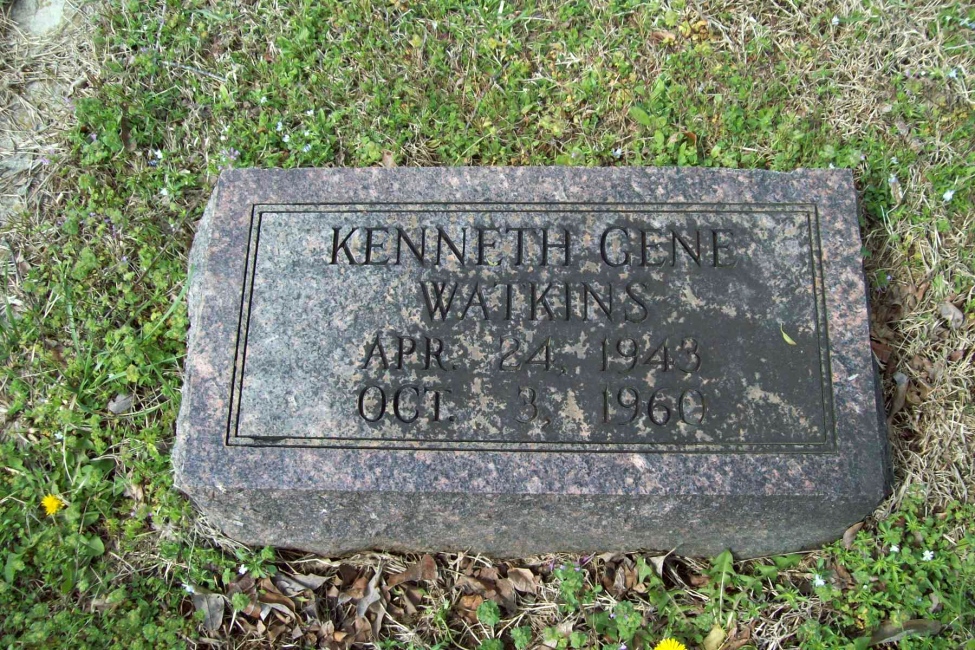 KENNETH GENE
WATKINS
APR. 24, 1943
OCT. 3, 1960